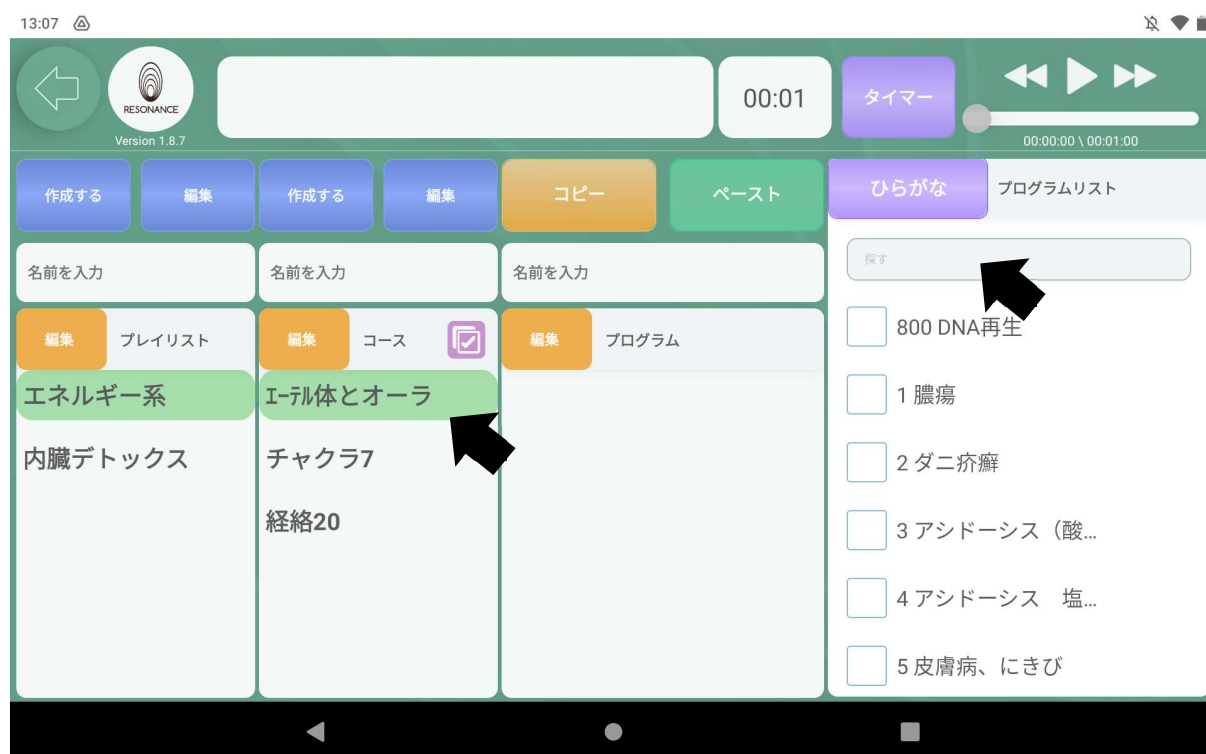 13:07
RESONANCE
Version 1.8.7
00:01
タイマー
00:00:00 \ 00:01:00
作成する
編集
作成する
編集
コピー
ペースト
ひらがな
プログラムリスト
名前を入力
名前を入力
名前を入力
探す
編集
プレイリスト
編集
コース
編集
プログラム
エネルギー系
内臓デトックス
ｴｰﾃﾙ体とオーラ
チャクラ7
経絡20
800 DNA再生
1 膿瘍
2 ダニ疥癬
3 アシドーシス（酸...
4 アシドーシス　塩...
5 皮膚病、にきび